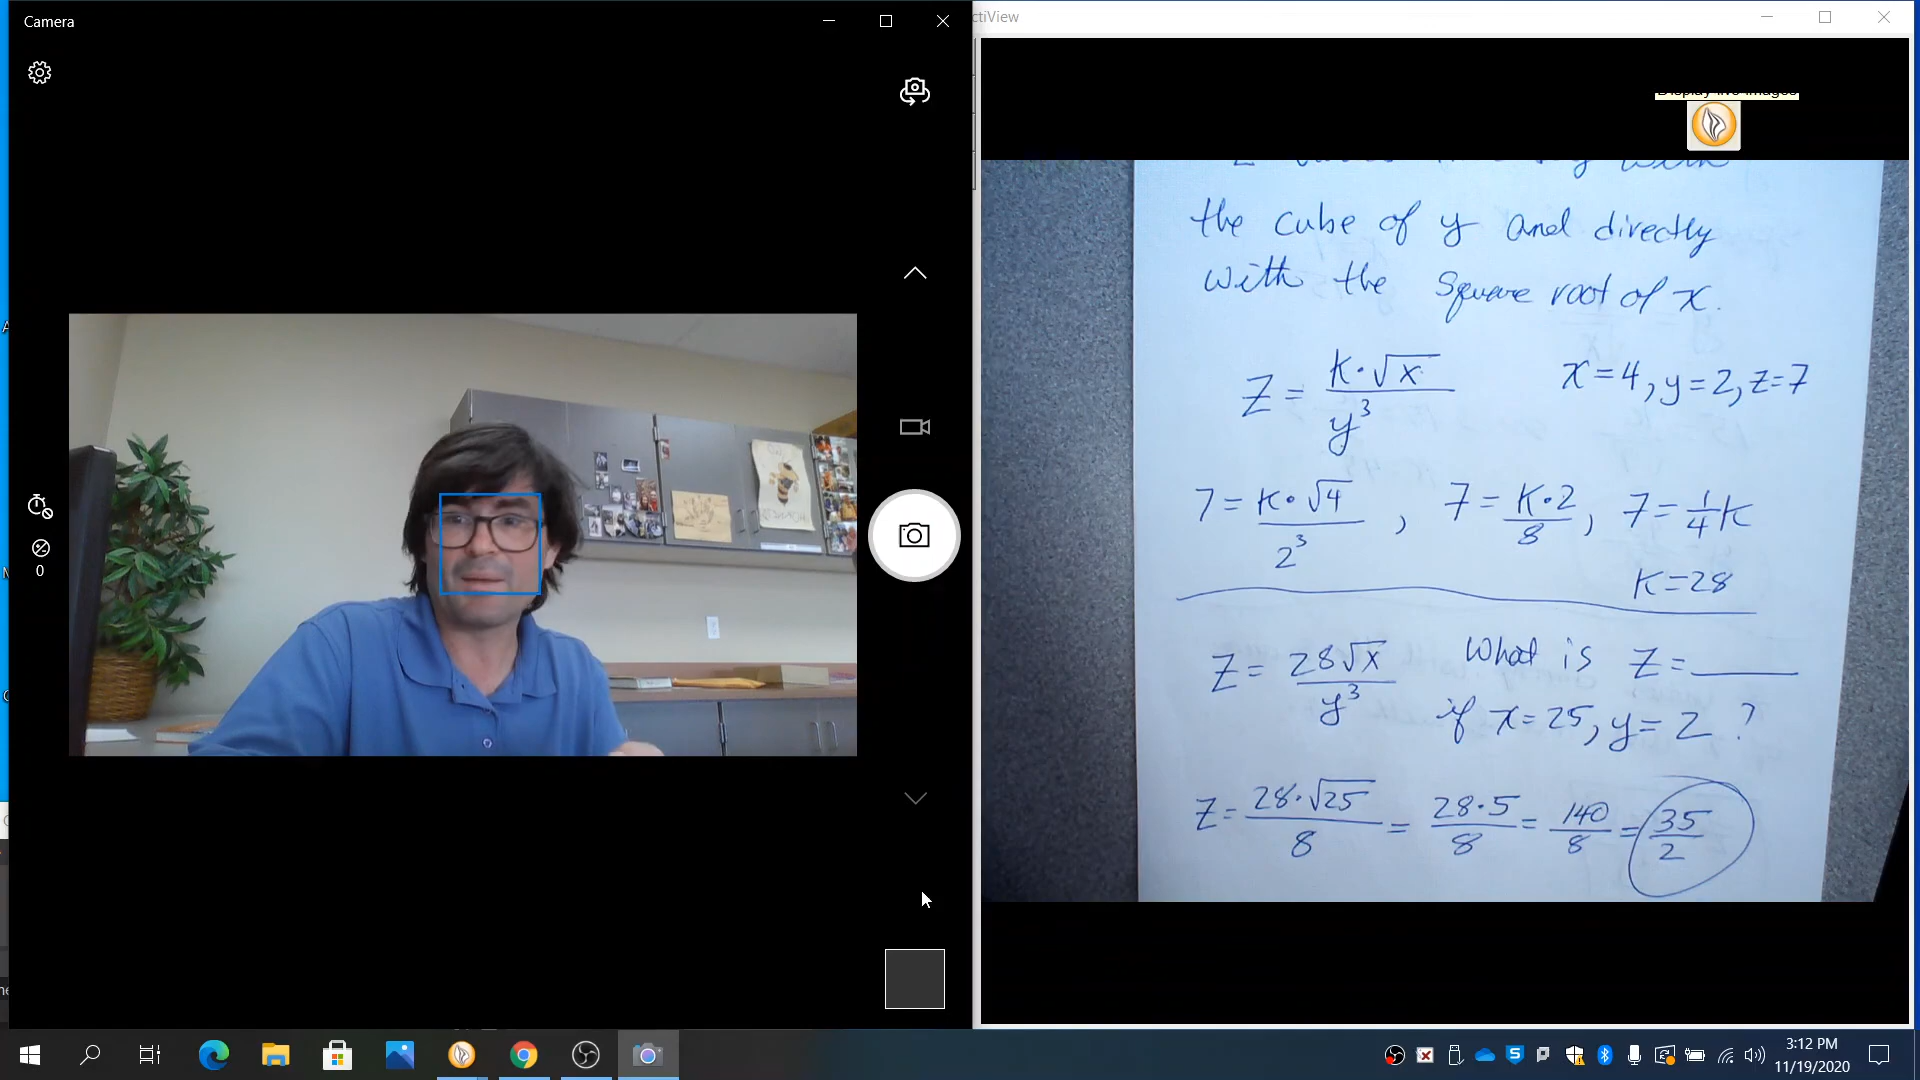 Camera
ctiView
0
the cube of y and directly
with the square root of x.
Z = K·√x / y³
x=4, y=2, z=7
7 = K·√4 / 2³ , 7 = K·2 / 8 , 7 = 1/4 K
K=28
Z = 28√x / y³ What is Z = ____
if x=25, y=2 ?
Z = 28·√25 / 8 = 28·5 / 8 = 140 / 8 = 35 / 2
3:12 PM
11/19/2020